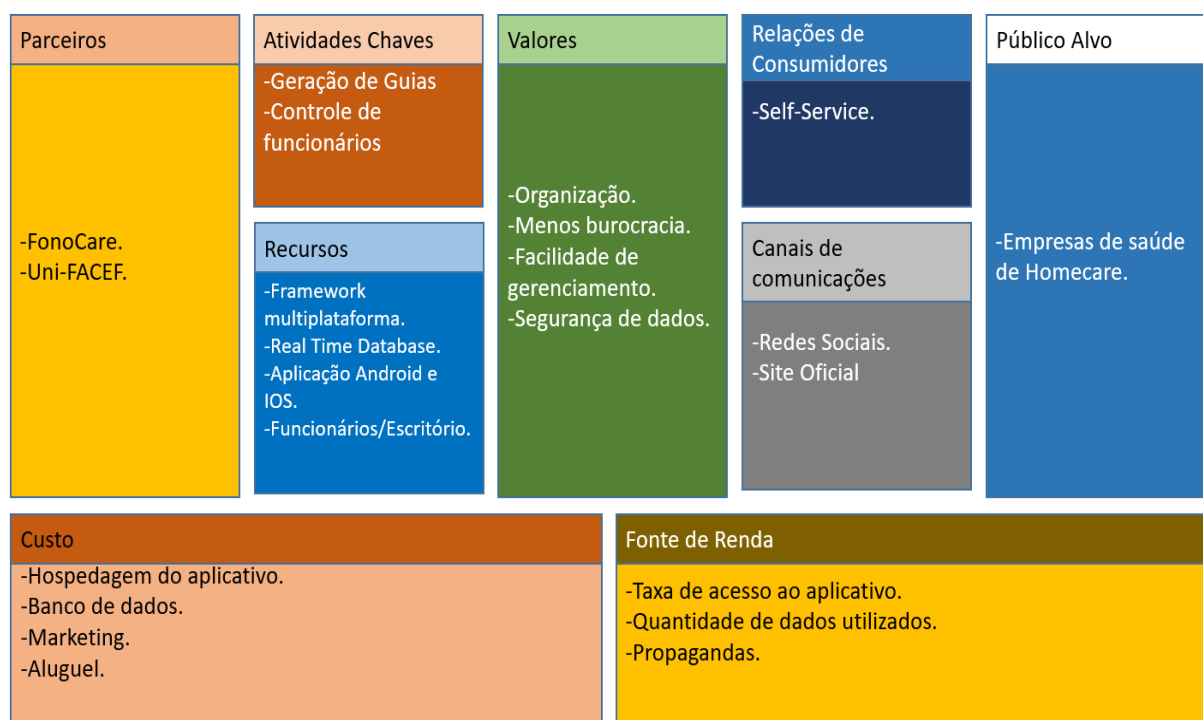 Parceiros
-FonoCare.
-Uni-FACEF.
Atividades Chaves
-Geração de Guias
-Controle de
funcionários
Recursos
-Framework
multiplataforma.
-Real Time Database.
-Aplicação Android e
IOS.
-Funcionários/Escritório.
Valores
-Organização.
-Menos burocracia.
-Facilidade de
gerenciamento.
-Segurança de dados.
Relações de
Consumidores
-Self-Service.
Canais de
comunicações
-Redes Sociais.
-Site Oficial
Público Alvo
-Empresas de saúde
de Homecare.
Custo
-Hospedagem do aplicativo.
-Banco de dados.
-Marketing.
-Aluguel.
Fonte de Renda
-Taxa de acesso ao aplicativo.
-Quantidade de dados utilizados.
-Propagandas.